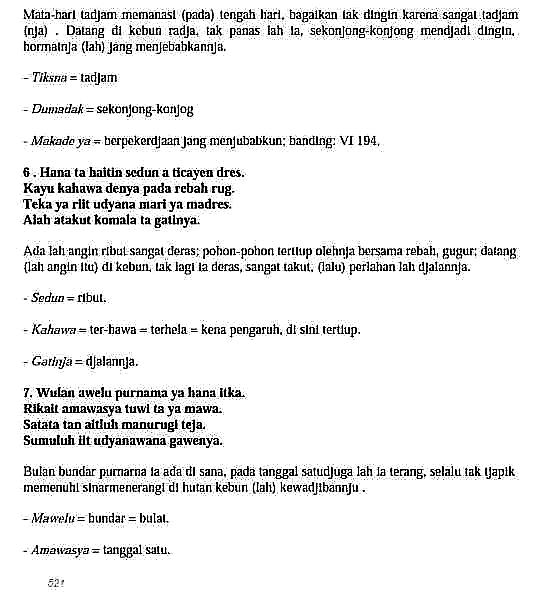 Mata-hari tadjam memanasi (pada) tengah hari, bagaikan tak dingin karena sangat tadjam
(nja) . Datang di kebun radja, tak panas lah ia, sekonjong-konjong mendjadi dingin,
hormatnja (lah) jang menjebabkannja.
- Tiksna = tadjam
- Dumadak = sekonjong-konjog
- Makade ya = berpekerdjaan jang menjubabkun; banding: VI 194.
6 . Hana ta haitin sedun a ticayen dres.
Kayu kahawa denya pada rebah rug.
Teka ya riit udyana mari ya madres.
Alah atakut komala ta gatinya.
Ada lah angin ribut sangat deras; pohon-pohon tertiup olehnja bersama rebah, gugur; datang
(lah angin itu) di kebun, tak lagi ia deras, sangat takut, (lalu) perlahan lah djalannja.
- Sedun = ribut.
- Kahawa = ter-hawa = terhela = kena pengaruh, di sini tertiup.
- Gatinja = djalannja.
7. Wulan awelu purnama ya hana itka.
Rikait amawasya tuwi ta ya mawa.
Satata tan aitluh manurugi teja.
Sumuluh iit udyanawana gawenya.
Bulan bundar purnama ia ada di sana, pada tanggal satudjuga lah ia terang, selalu tak tjapik
memenuhi sinarmenerangi di hutan kebun (lah) kewadjibannju .
- Mawelu = bundar = bulat.
- Amawasya = tanggal satu.
521